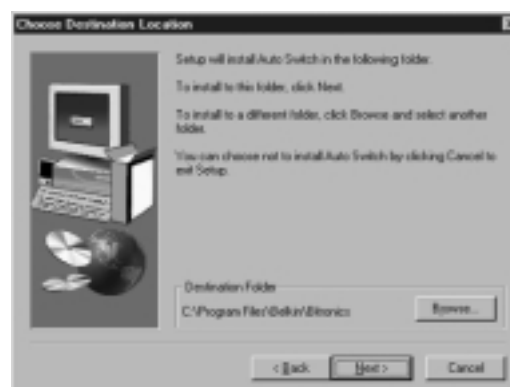 Choose Destination Location
Setup will install Auto Switch in the following folder.
To install to this folder, click Next.
To install to a different folder, click Browse and select another
folder.
You can choose not to install Auto Switch by clicking Cancel to
exit Setup.
Destination Folder
C:\Program Files\Belkin\Bitronics
Browse...
< Back
Next >
Cancel